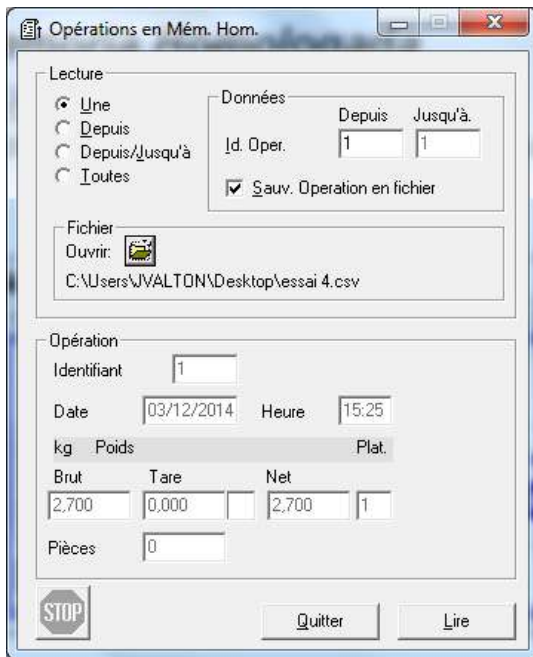 Opérations en Mém. Hom.
Lecture
Une
Depuis
Depuis/Jusqu'à
Toutes
Données
Depuis Jusqu'à.
Id. Oper. 1 1
Sauv. Operation en fichier
Fichier
Ouvrir:
C:\Users\JVALTON\Desktop\essai 4.csv
Opération
Identifiant 1
Date 03/12/2014 Heure 15:25
kg Poids Plat.
Brut Tare Net
2,700 0,000 2,700 1
Pièces 0
STOP Quitter Lire